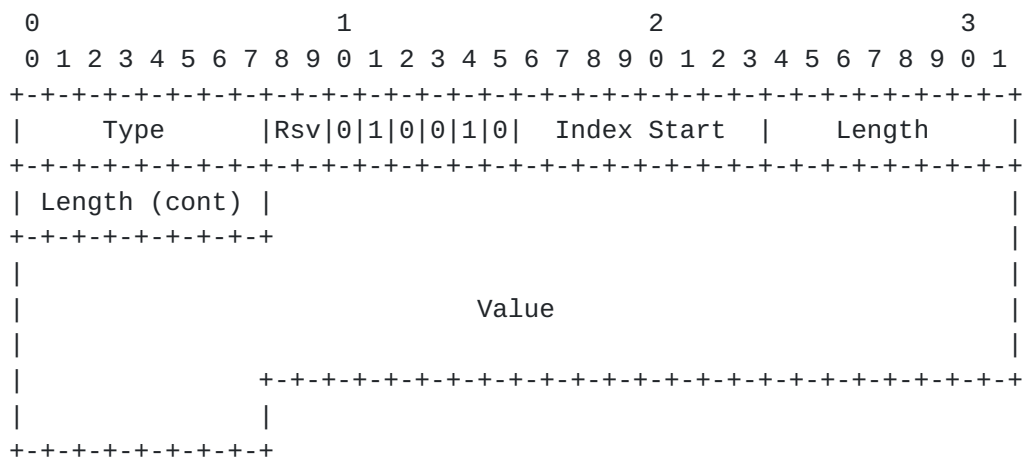 0                   1                   2                   3
 0 1 2 3 4 5 6 7 8 9 0 1 2 3 4 5 6 7 8 9 0 1 2 3 4 5 6 7 8 9 0 1
+-+-+-+-+-+-+-+-+-+-+-+-+-+-+-+-+-+-+-+-+-+-+-+-+-+-+-+-+-+-+-+-+
|     Type      |Rsv|0|1|0|0|1|0|  Index Start  |    Length     |
+-+-+-+-+-+-+-+-+-+-+-+-+-+-+-+-+-+-+-+-+-+-+-+-+-+-+-+-+-+-+-+-+
| Length (cont) |                                               |
+-+-+-+-+-+-+-+-+                                               |
|                                                               |
|                             Value                             |
|                                                               |
|               +-+-+-+-+-+-+-+-+-+-+-+-+-+-+-+-+-+-+-+-+-+-+-+-+
|               |
+-+-+-+-+-+-+-+-+